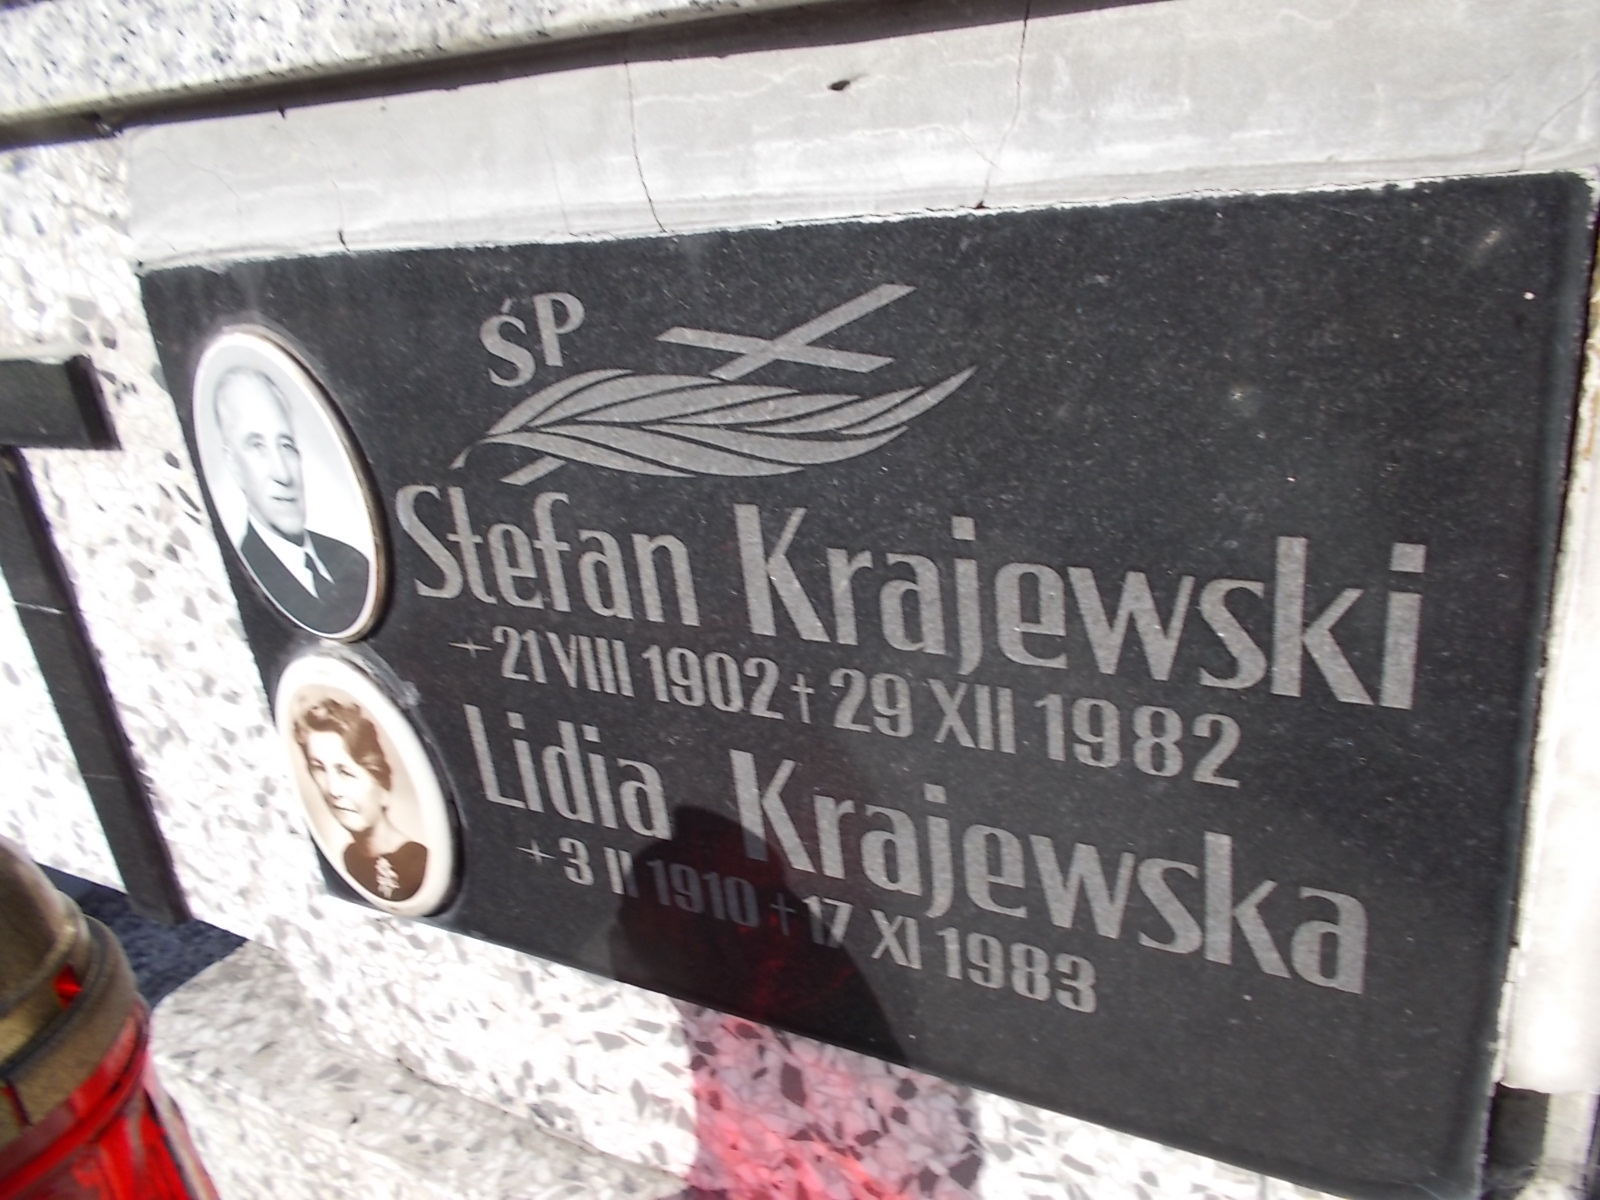 ŚP
Stefan Krajewski
+ 21 VIII 1902 † 29 XII 1982
Lidia Krajewska
+ 3 II 1910 † 17 XI 1983